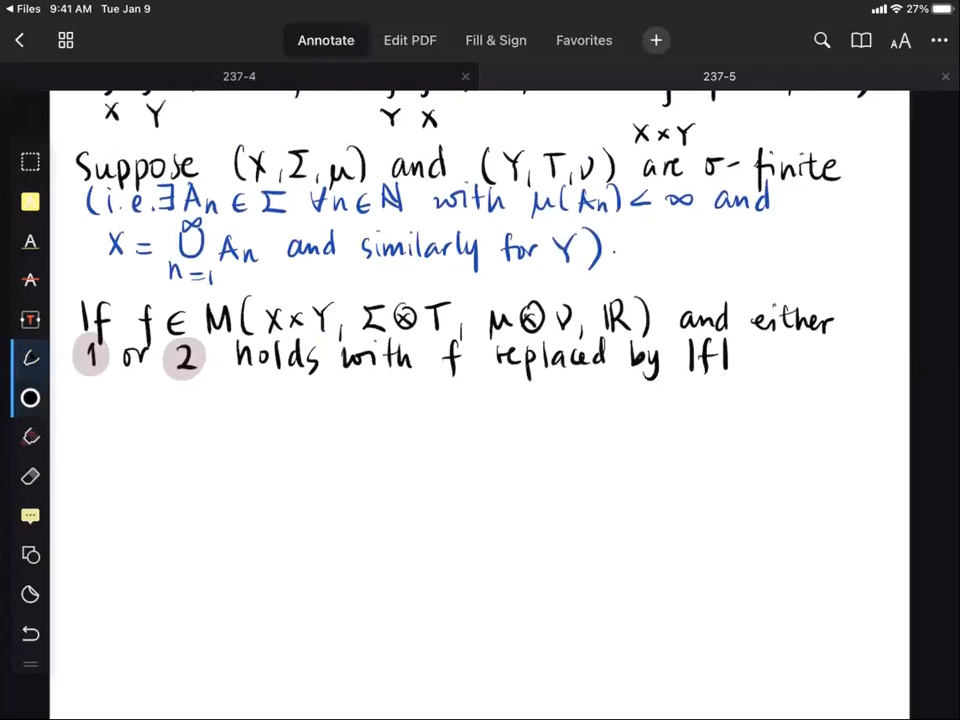 Files 9:41 AM Tue Jan 9 27%
Annotate Edit PDF Fill & Sign Favorites
237-4 237-5
X Y Y X X×Y
Suppose (X, Σ, μ) and (Y, T, ν) are σ-finite
(i.e. ∃ An ∈ Σ ∀n∈ℕ with μ(An) < ∞ and
X = ∞ ∪ n=1 An and similarly for Y).
If f ∈ M(X×Y, Σ⊗T, μ⊗ν, ℝ) and either
1 or 2 holds with f replaced by |f|